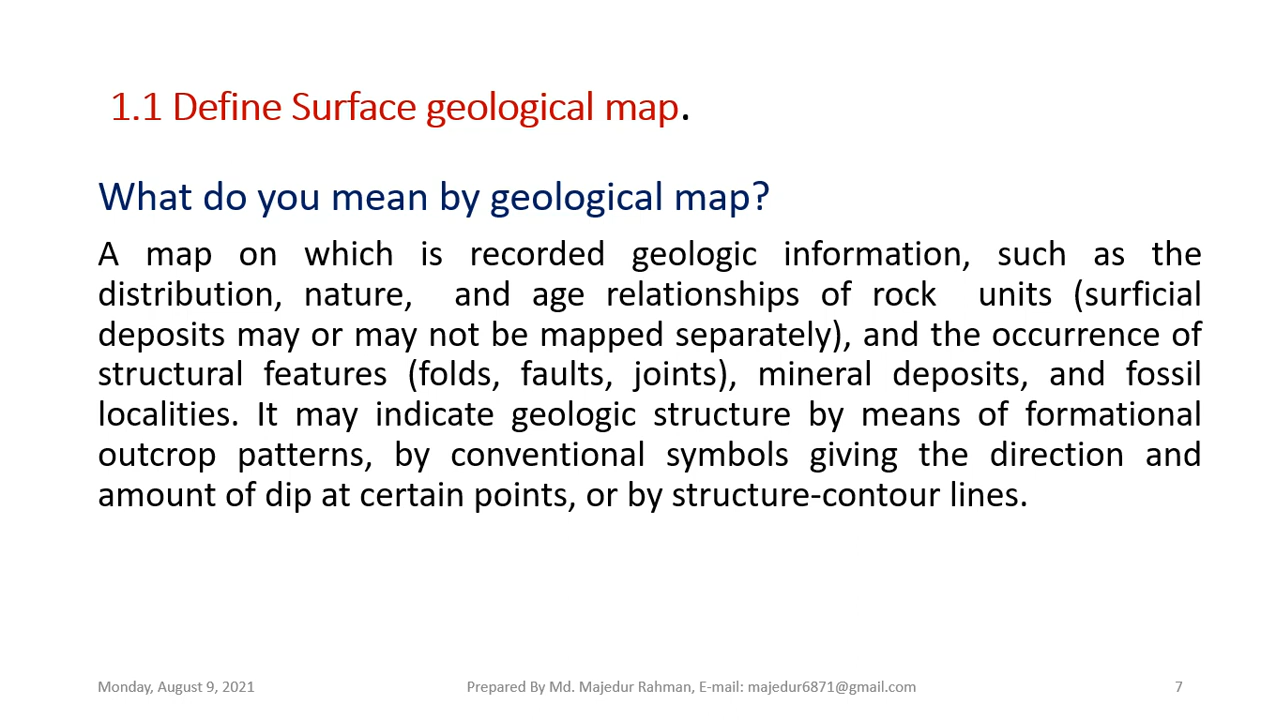 1.1 Define Surface geological map.
What do you mean by geological map?
A map on which is recorded geologic information, such as the
distribution, nature, and age relationships of rock units (surficial
deposits may or may not be mapped separately), and the occurrence of
structural features (folds, faults, joints), mineral deposits, and fossil
localities. It may indicate geologic structure by means of formational
outcrop patterns, by conventional symbols giving the direction and
amount of dip at certain points, or by structure-contour lines.
Monday, August 9, 2021
Prepared By Md. Majedur Rahman, E-mail: majedur6871@gmail.com
7